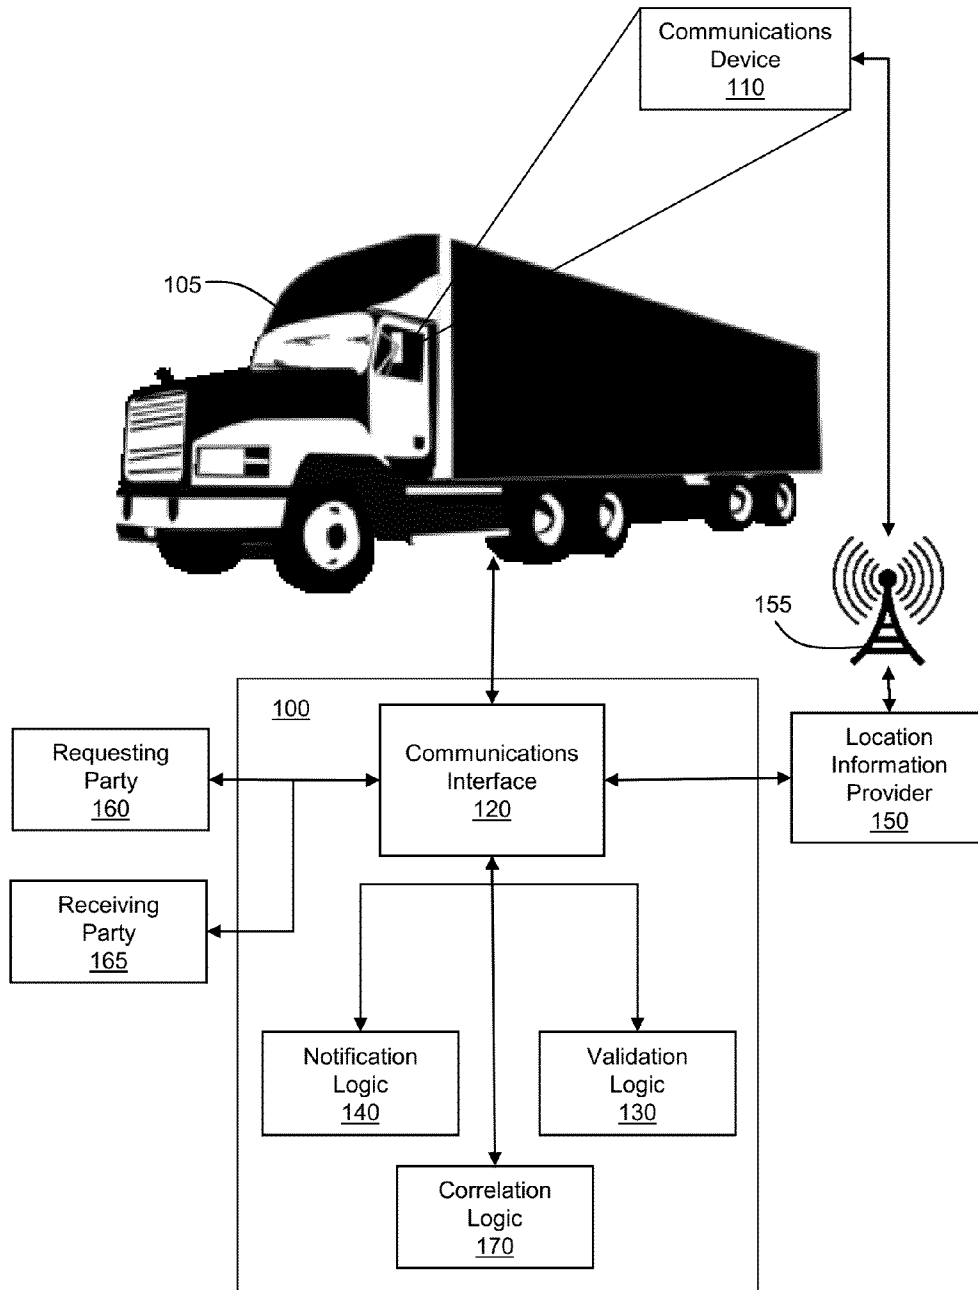 Communications
Device
110
105
155
100
Requesting
Party
160
Communications
Interface
120
Location
Information
Provider
150
Receiving
Party
165
Notification
Logic
140
Validation
Logic
130
Correlation
Logic
170